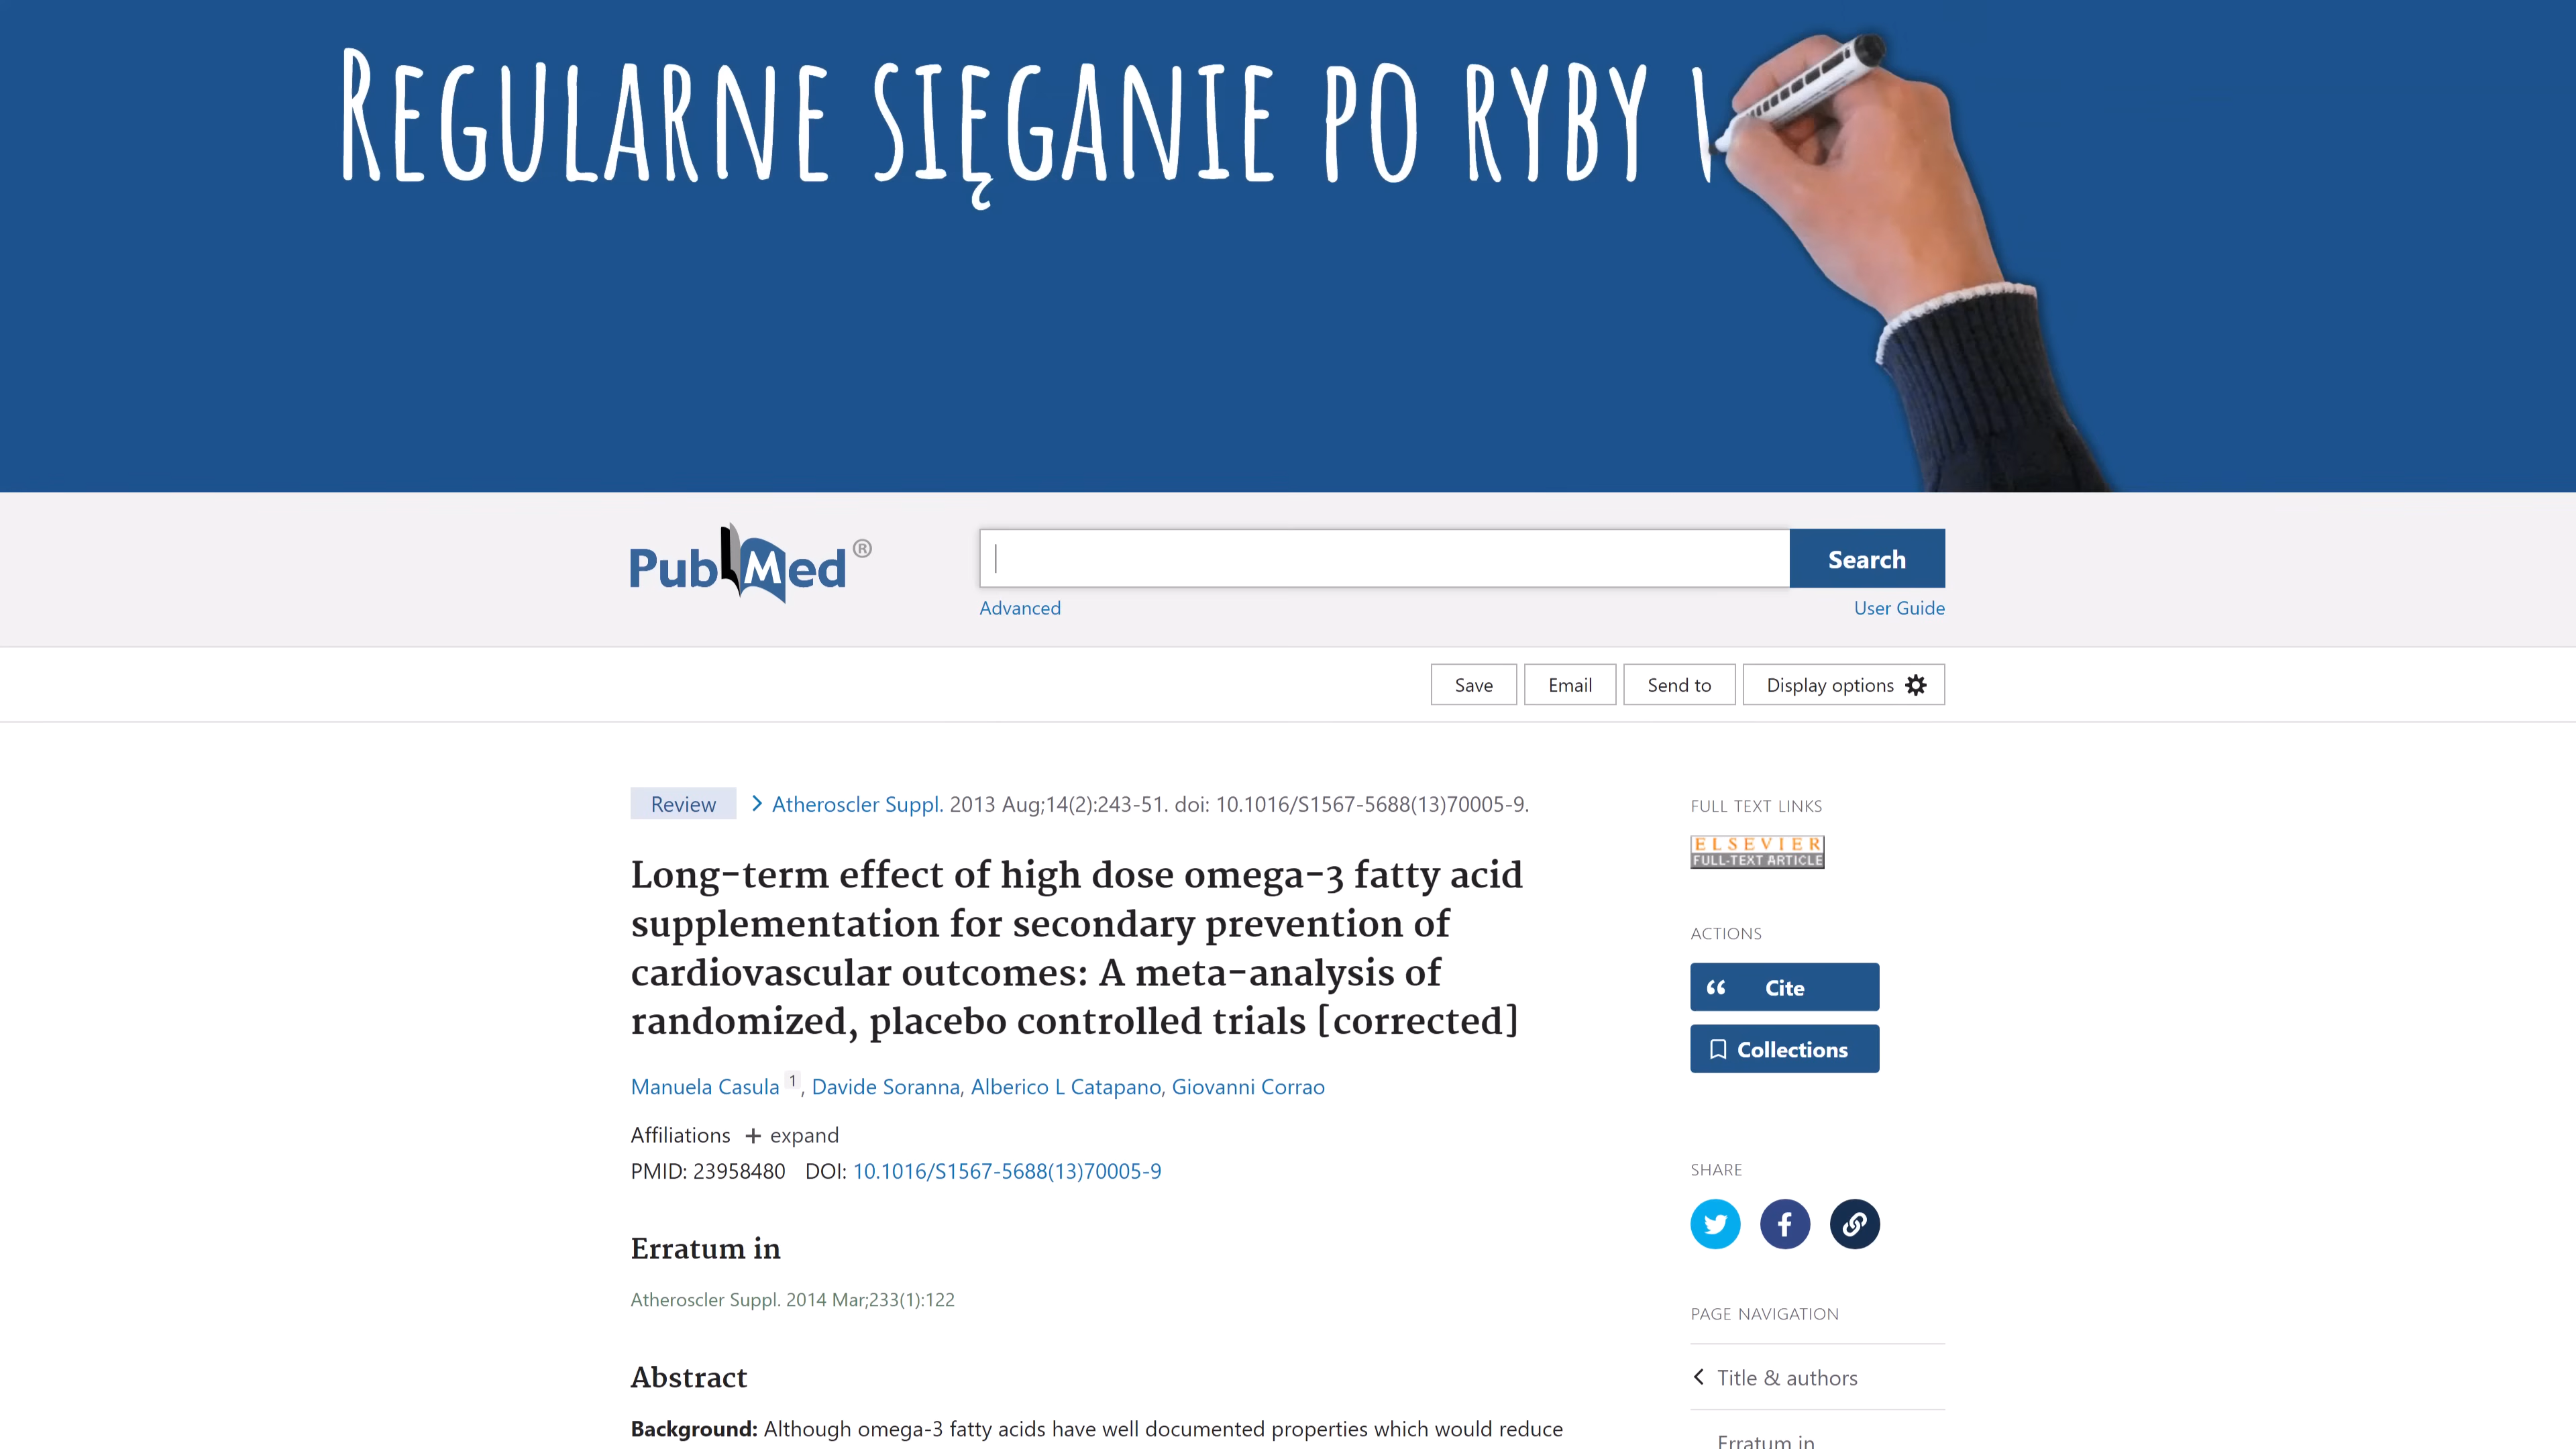 REGULARNE SIĘGANIE PO RYBY
PubMed®
Search
Advanced
User Guide
Save
Email
Send to
Display options
Review
Atheroscler Suppl. 2013 Aug;14(2):243-51. doi: 10.1016/S1567-5688(13)70005-9.
Long-term effect of high dose omega-3 fatty acid
supplementation for secondary prevention of
cardiovascular outcomes: A meta-analysis of
randomized, placebo controlled trials [corrected]
Manuela Casula 1, Davide Soranna, Alberico L Catapano, Giovanni Corrao
Affiliations + expand
PMID: 23958480 DOI: 10.1016/S1567-5688(13)70005-9
Erratum in
Atheroscler Suppl. 2014 Mar;233(1):122
Abstract
Background: Although omega-3 fatty acids have well documented properties which would reduce
FULL TEXT LINKS
ELSEVIER
FULL-TEXT ARTICLE
ACTIONS
Cite
Collections
SHARE
PAGE NAVIGATION
Title & authors
Erratum in